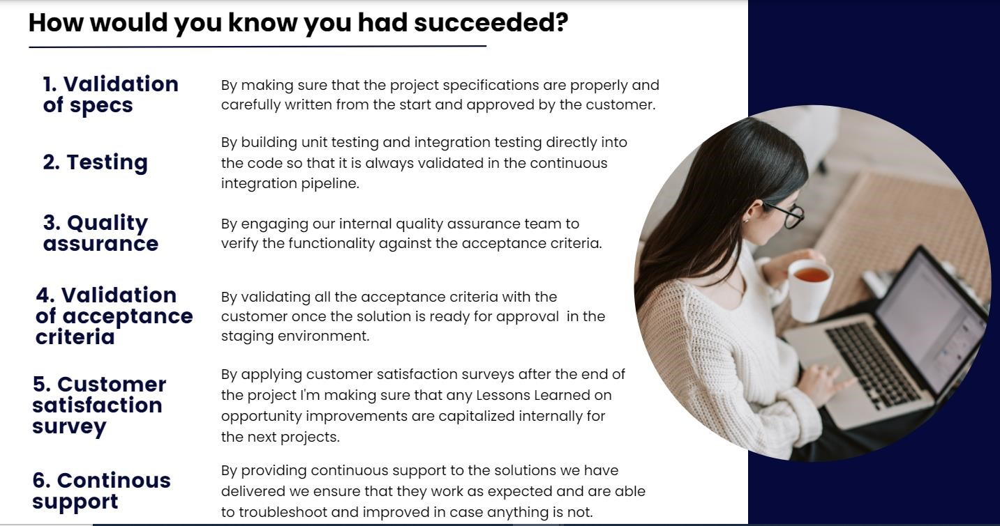 How would you know you had succeeded?
1. Validation
of specs
By making sure that the project specifications are properly and
carefully written from the start and approved by the customer.
2. Testing
By building unit testing and integration testing directly into
the code so that it is always validated in the continuous
integration pipeline.
3. Quality
assurance
By engaging our internal quality assurance team to
verify the functionality against the acceptance criteria.
4. Validation
of acceptance
criteria
By validating all the acceptance criteria with the
customer once the solution is ready for approval  in the
staging environment.
5. Customer
satisfaction
survey
By applying customer satisfaction surveys after the end of
the project I'm making sure that any Lessons Learned on
opportunity improvements are capitalized internally for
the next projects.
6. Continous
support
By providing continuous support to the solutions we have
delivered we ensure that they work as expected and are able
to troubleshoot and improved in case anything is not.